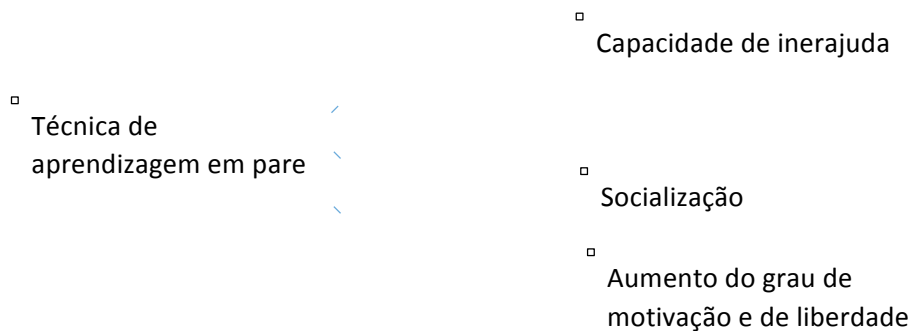 Capacidade de inerajuda
Técnica de
aprendizagem em pare
Socialização
Aumento do grau de
motivação e de liberdade